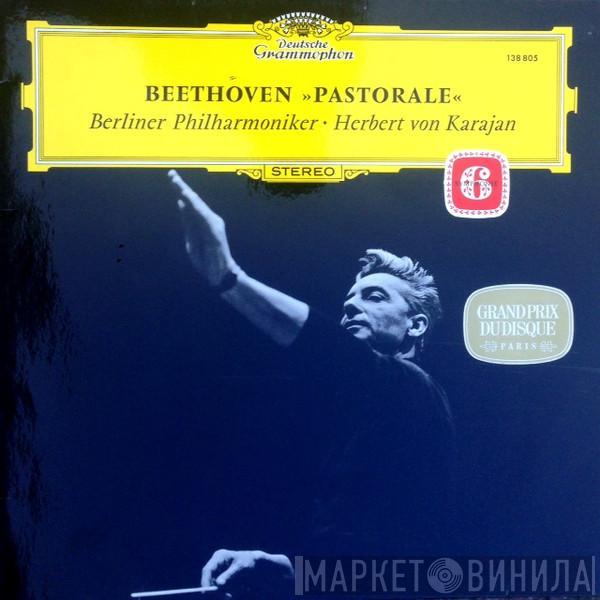 Deutsche
Grammophon
138 805
BEETHOVEN »PASTORALE«
Berliner Philharmoniker · Herbert von Karajan
STEREO
6
GRAND PRIX
DU DISQUE
PARIS
МАРКЕТ ВИНИЛА